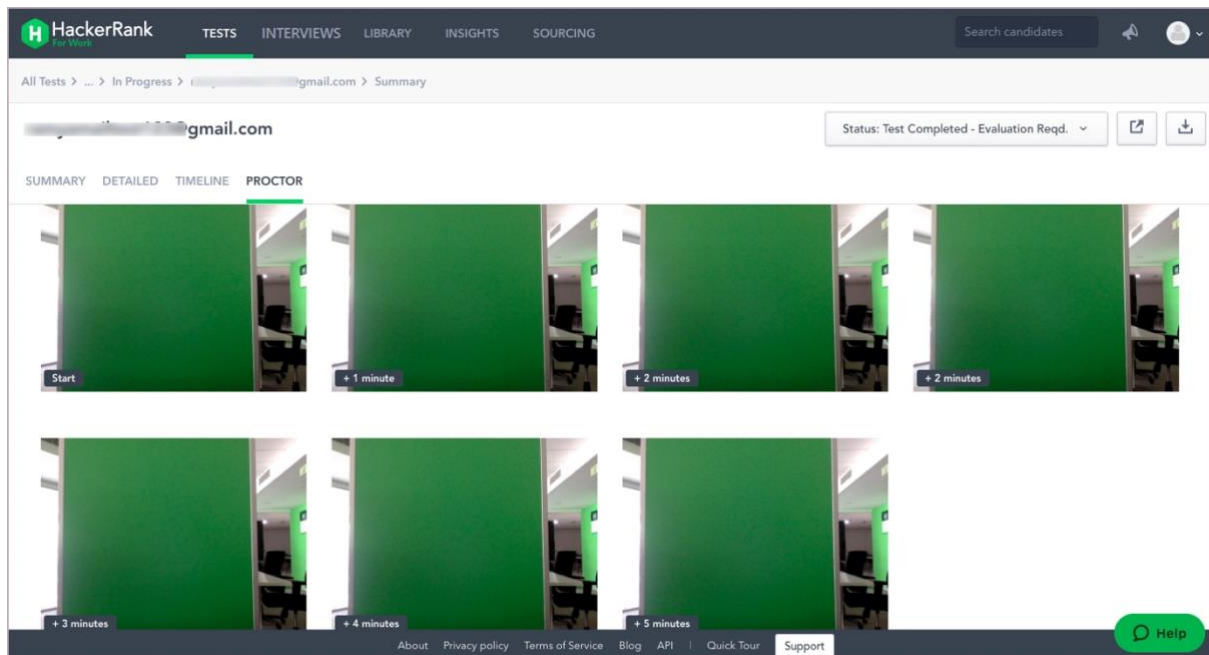 HackerRank
For Work
TESTS INTERVIEWS LIBRARY INSIGHTS SOURCING
Search candidates
All Tests > ... > In Progress > gmail.com > Summary
@gmail.com
Status: Test Completed - Evaluation Reqd.
SUMMARY DETAILED TIMELINE PROCTOR
Start
+ 1 minute
+ 2 minutes
+ 2 minutes
+ 3 minutes
+ 4 minutes
+ 5 minutes
About Privacy policy Terms of Service Blog API | Quick Tour Support
Help